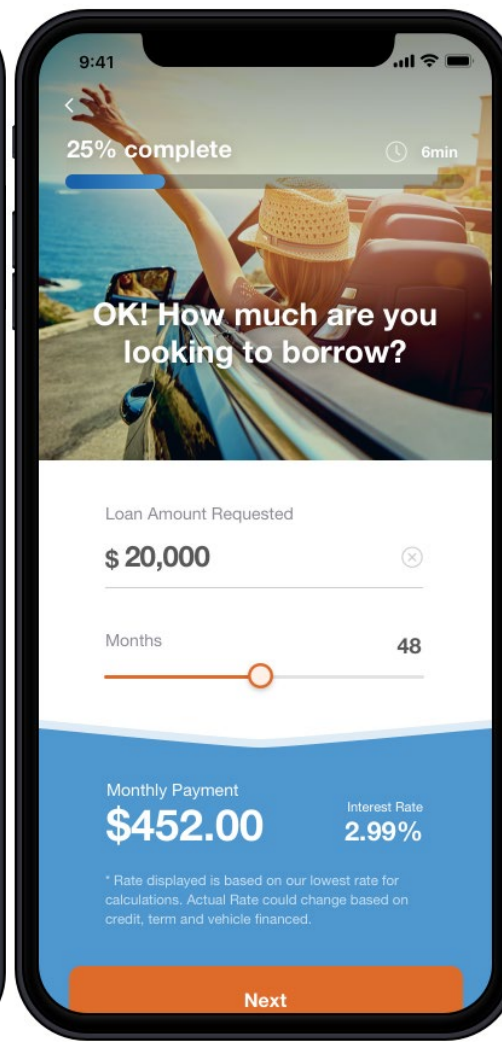 9:41
25% complete
6min
OK! How much are you
looking to borrow?
Loan Amount Requested
$ 20,000
Months
48
Monthly Payment
$452.00
Interest Rate
2.99%
* Rate displayed is based on our lowest rate for
calculations. Actual Rate could change based on
credit, term and vehicle financed.
Next